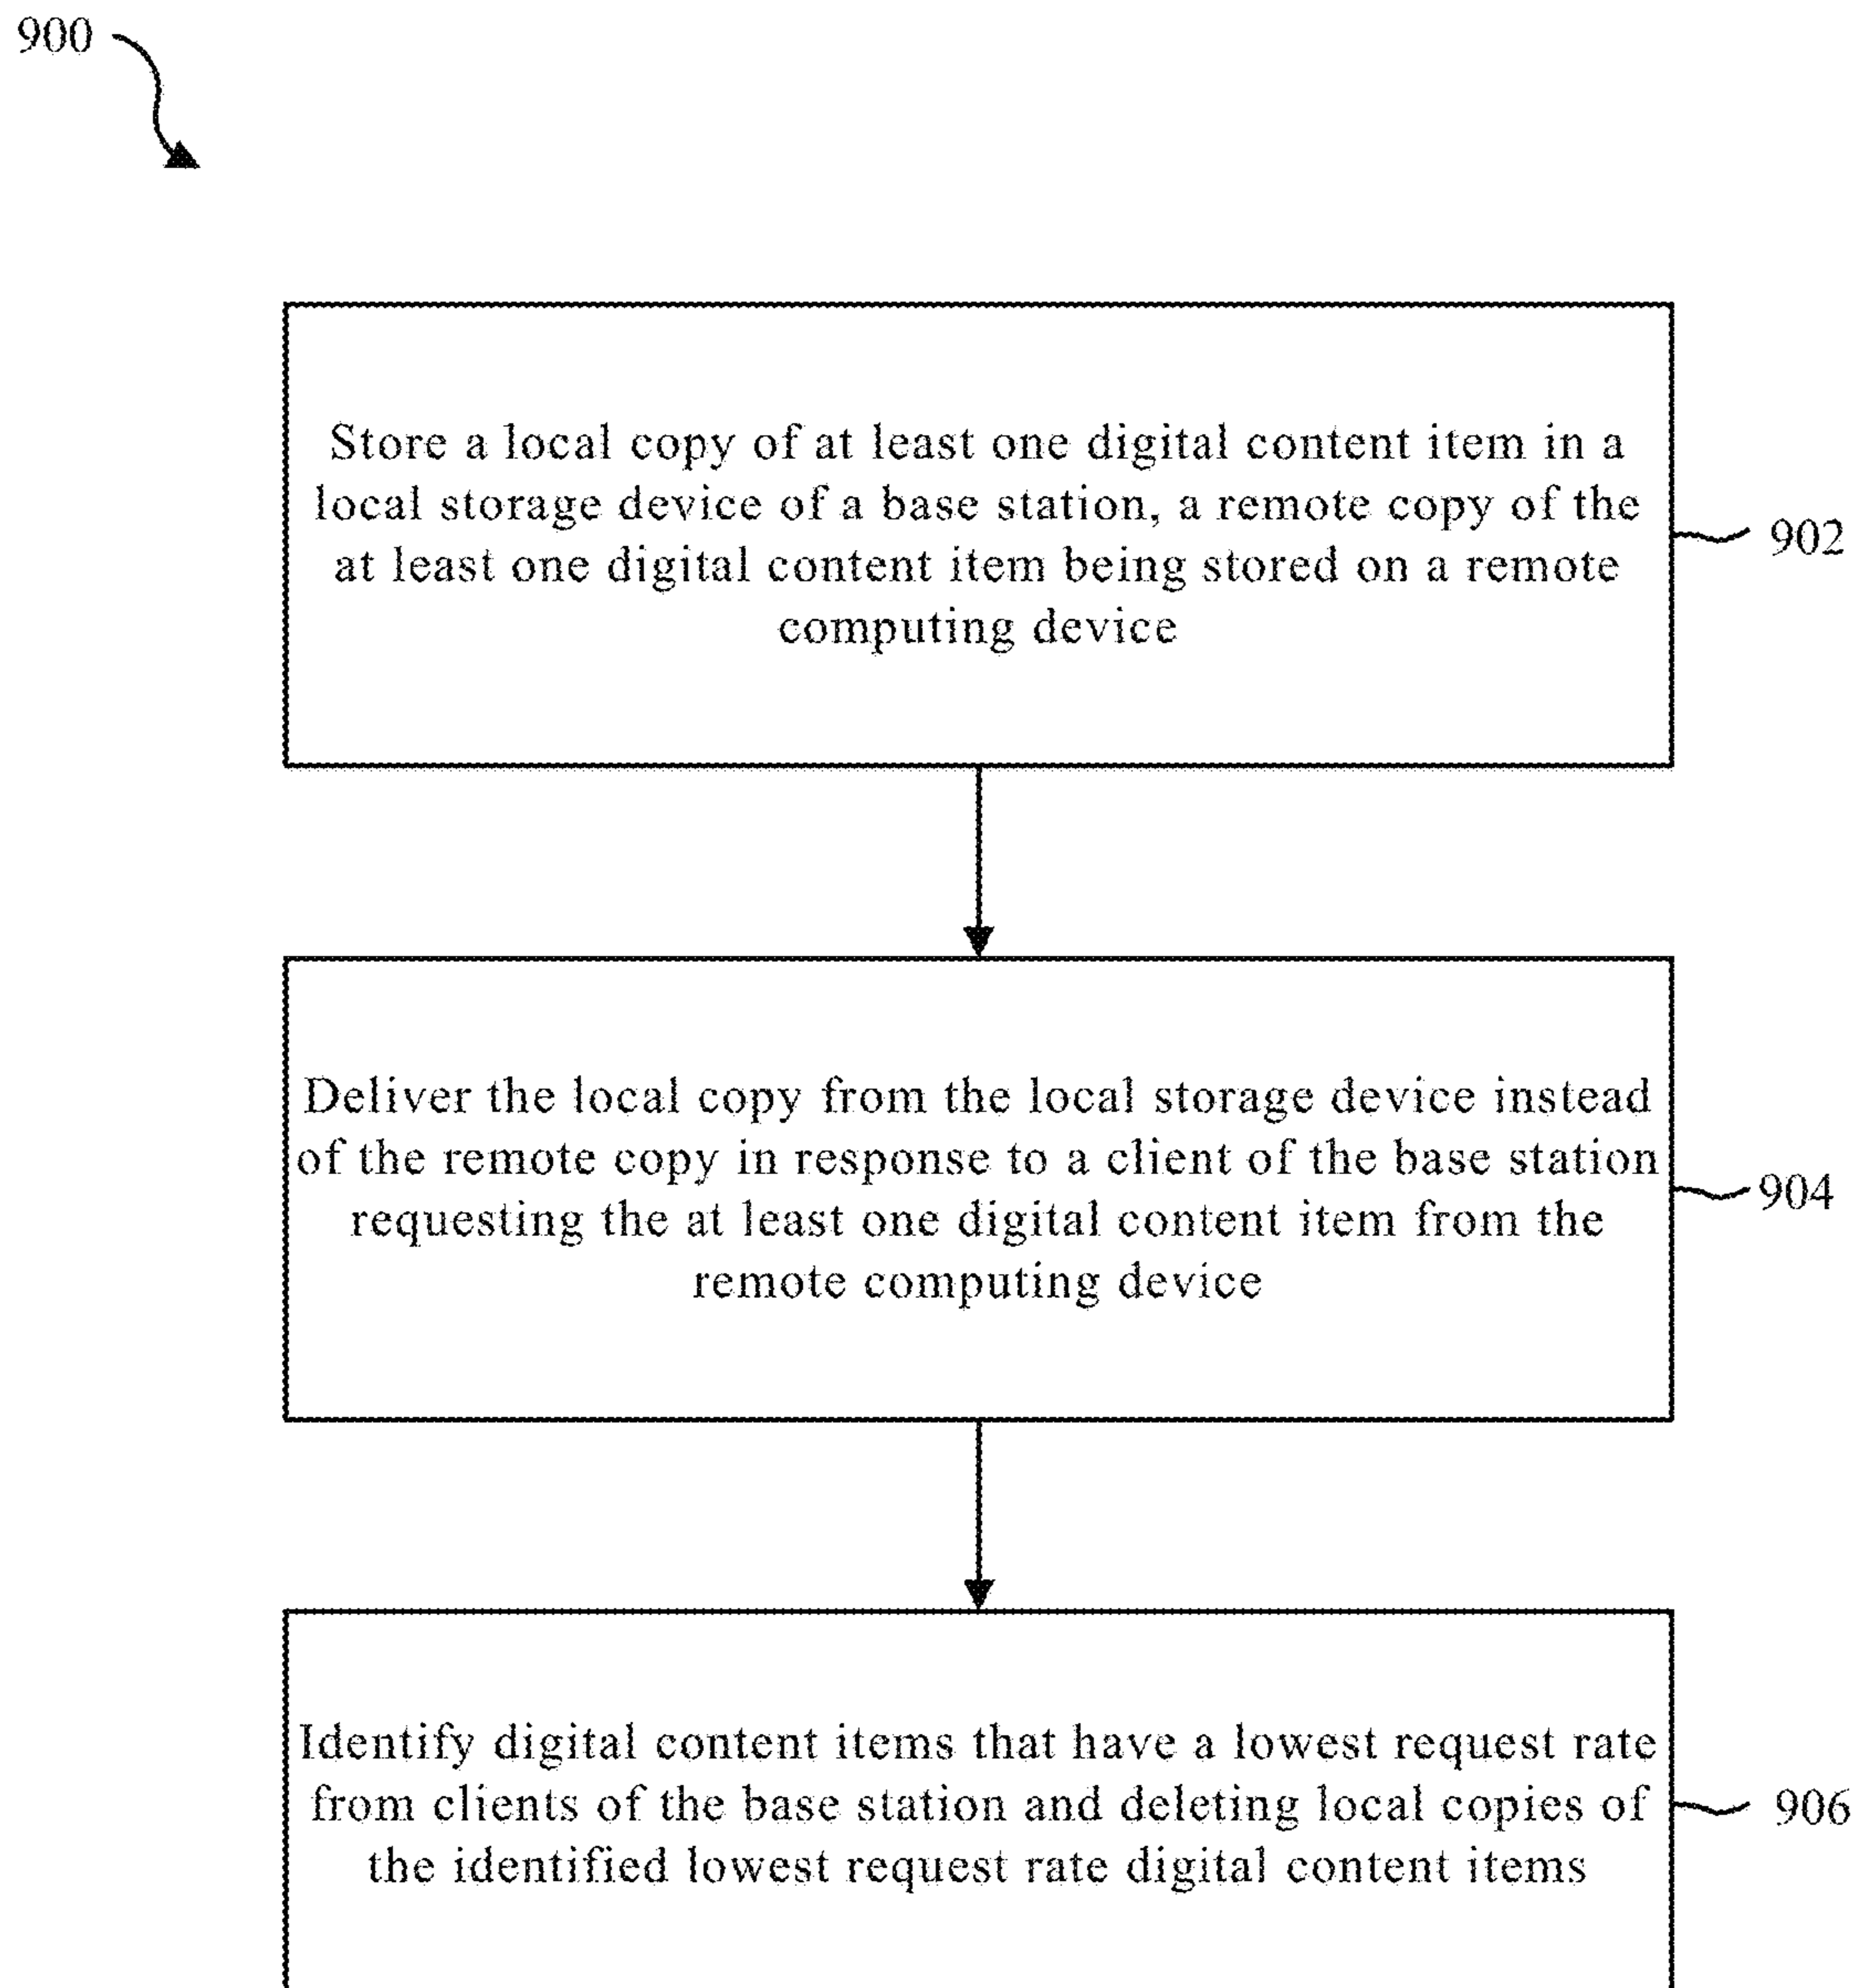 900
Store a local copy of at least one digital content item in a
local storage device of a base station, a remote copy of the
at least one digital content item being stored on a remote
computing device
902
Deliver the local copy from the local storage device instead
of the remote copy in response to a client of the base station
requesting the at least one digital content item from the
remote computing device
904
Identify digital content items that have a lowest request rate
from clients of the base station and deleting local copies of
the identified lowest request rate digital content items
906